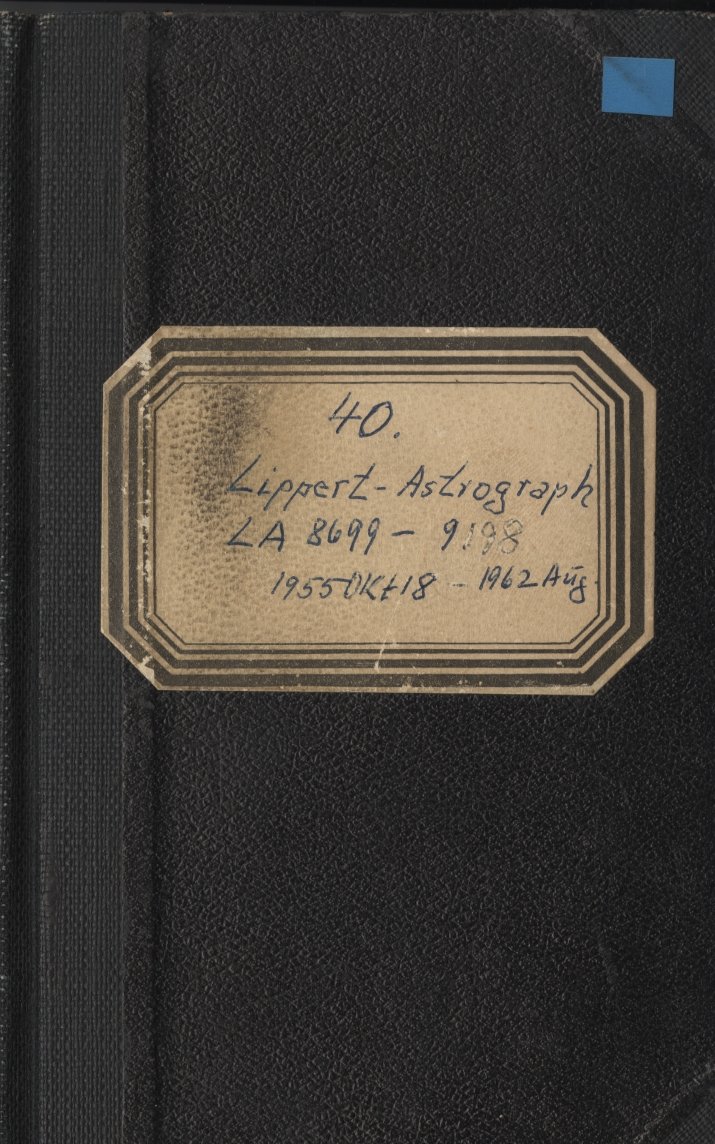 40.
Lippert-Astrograph
LA 8699 - 9198
1955 Okt 18 - 1962 Aug.